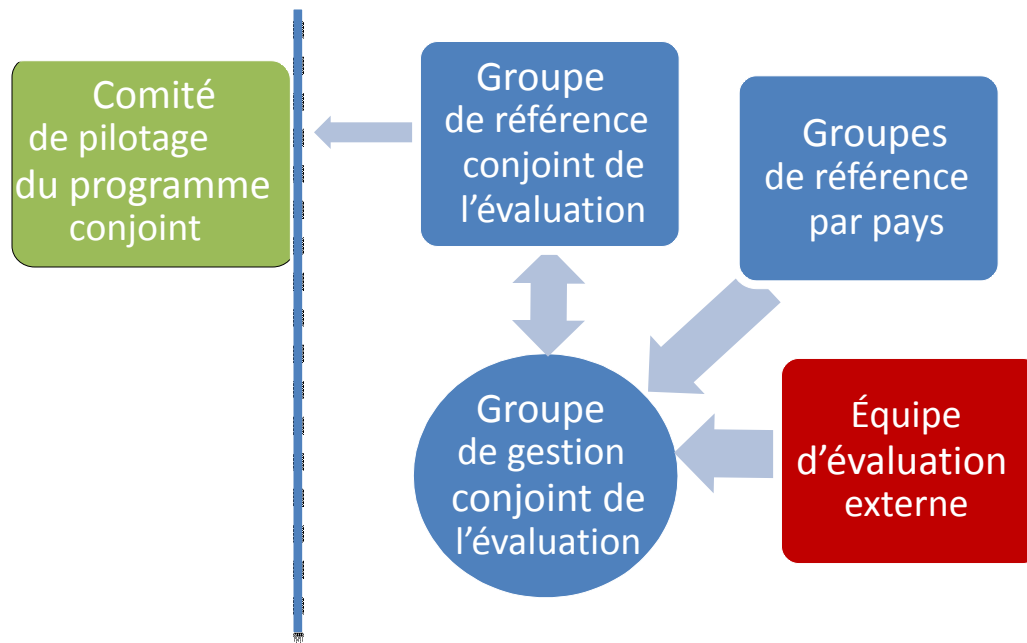 Comité
de pilotage
du programme
conjoint
Groupe
de référence
conjoint de
l’évaluation
Groupes
de référence
par pays
Groupe
de gestion
conjoint de
l’évaluation
Équipe
d’évaluation
externe